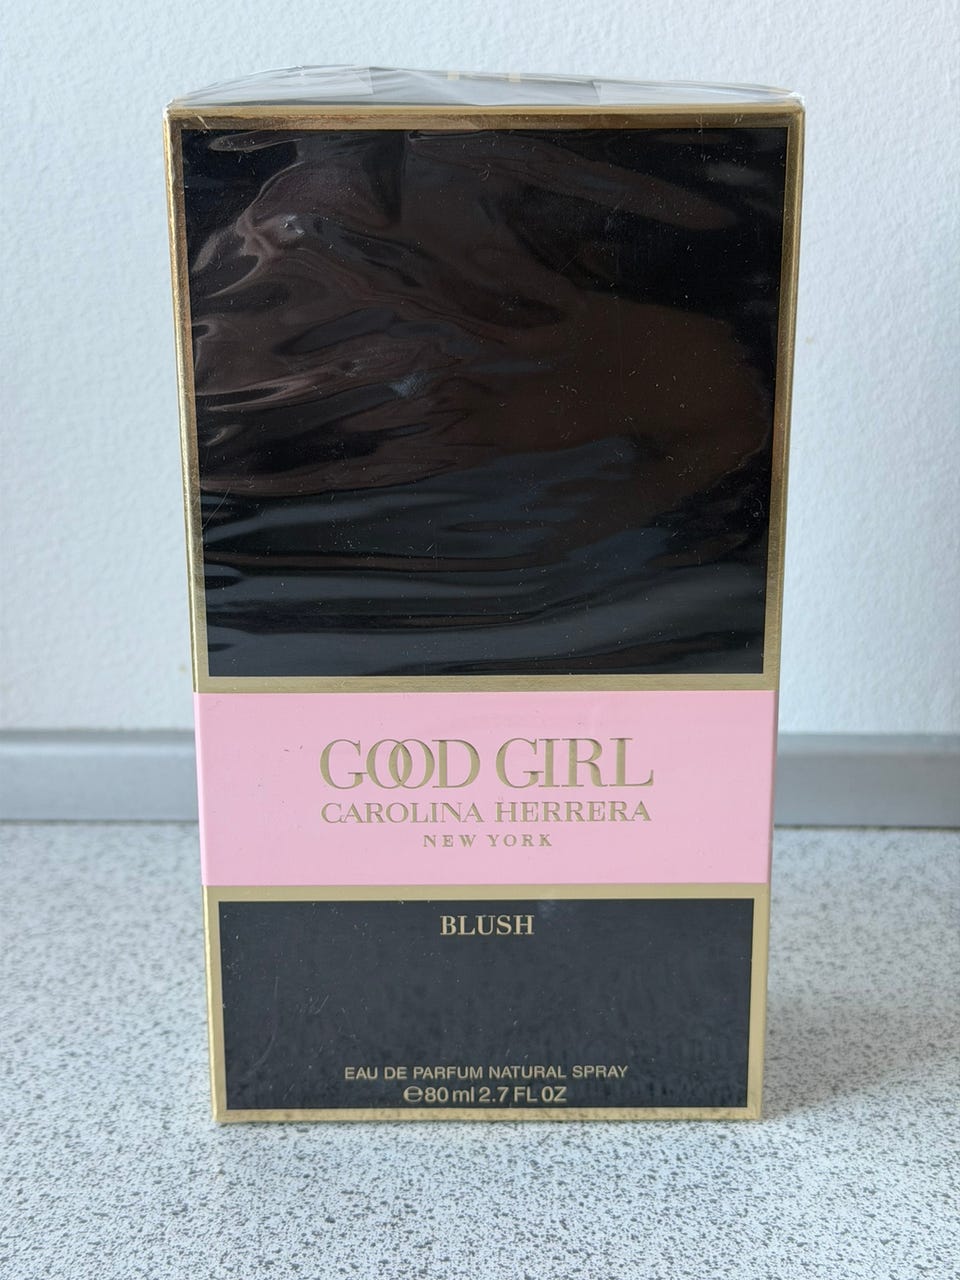 GOOD GIRL
CAROLINA HERRERA
NEW YORK
BLUSH
EAU DE PARFUM NATURAL SPRAY
℮80 ml 2.7 FL OZ